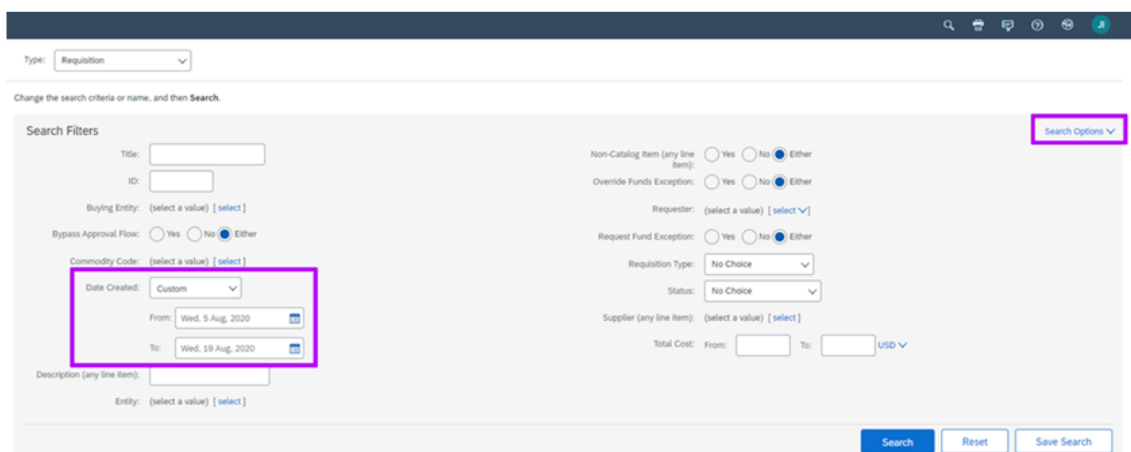 JI
Type: Requisition
Change the search criteria or name, and then Search.
Search Filters
Search Options
Title:
ID:
Buying Entity: (select a value) [ select ]
Bypass Approval Flow: Yes No Either
Commodity Code: (select a value) [ select ]
Date Created: Custom
From: Wed, 5 Aug, 2020
To: Wed, 19 Aug, 2020
Description (any line item):
Entity: (select a value) [ select ]
Non-Catalog Item (any line
item): Yes No Either
Override Funds Exception: Yes No Either
Requester: (select a value) [ select ]
Request Fund Exception: Yes No Either
Requisition Type: No Choice
Status: No Choice
Supplier (any line item): (select a value) [ select ]
Total Cost: From: To: USD
Search Reset Save Search